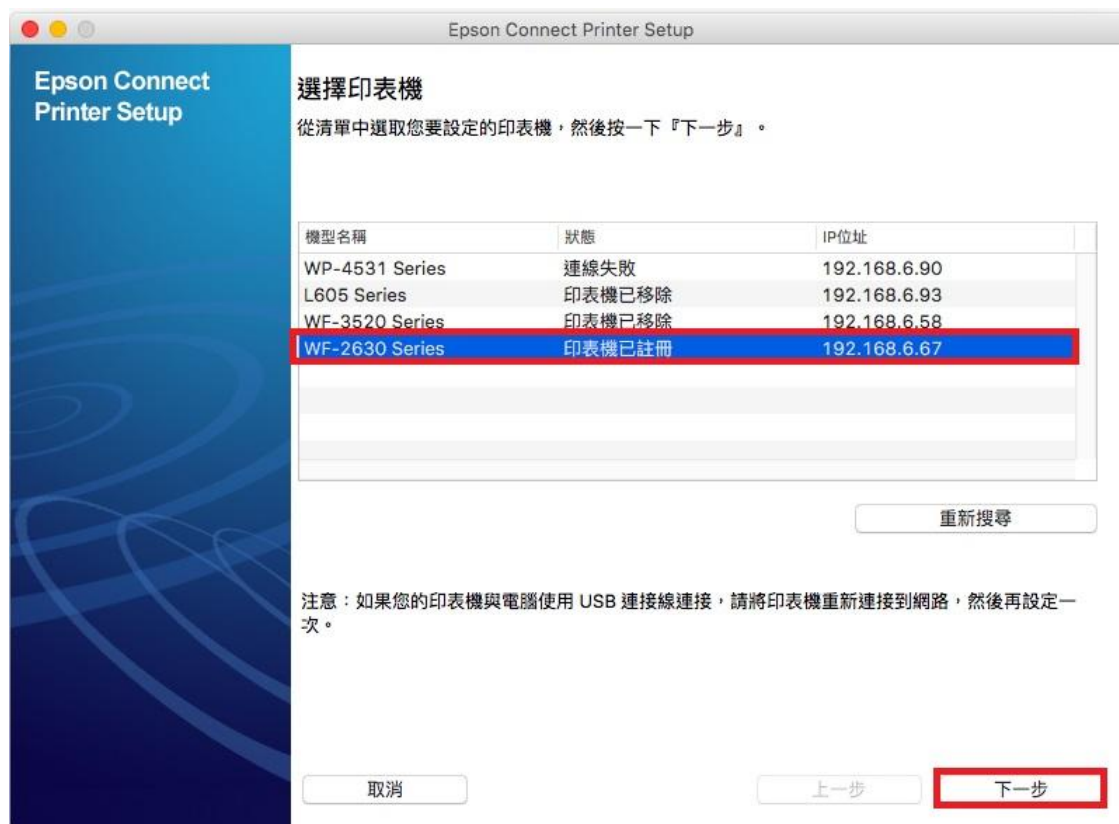 Epson Connect Printer Setup
Epson Connect
Printer Setup
選擇印表機
從清單中選取您要設定的印表機，然後按一下『下一步』。
機型名稱 狀態 IP位址
WP-4531 Series 連線失敗 192.168.6.90
L605 Series 印表機已移除 192.168.6.93
WF-3520 Series 印表機已移除 192.168.6.58
WF-2630 Series 印表機已註冊 192.168.6.67
重新搜尋
注意：如果您的印表機與電腦使用 USB 連接線連接，請將印表機重新連接到網路，然後再設定一
次。
取消 上一步 下一步